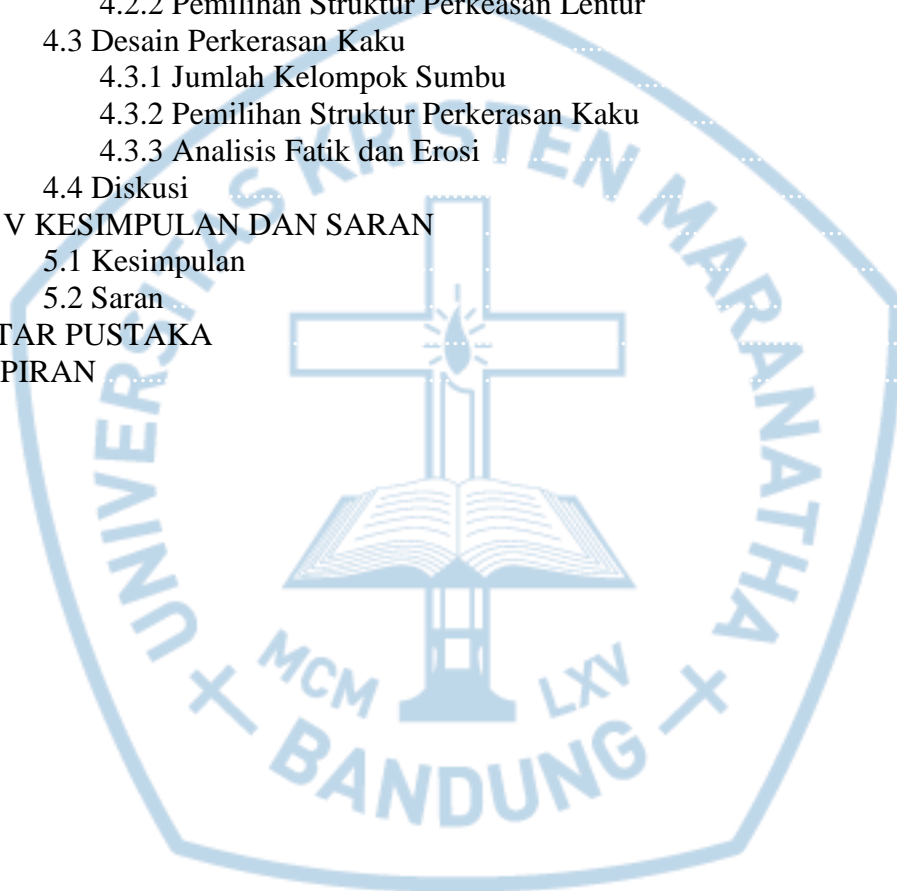 4.2.2 Pemilihan Struktur Perkeasan Lentur
4.3 Desain Perkerasan Kaku
4.3.1 Jumlah Kelompok Sumbu
4.3.2 Pemilihan Struktur Perkerasan Kaku
4.3.3 Analisis Fatik dan Erosi
4.4 Diskusi
V KESIMPULAN DAN SARAN
5.1 Kesimpulan
5.2 Saran
TAR PUSTAKA
PIRAN
UNIVERSITAS KRISTEN MARANATHA
MCM LXV
BANDUNG